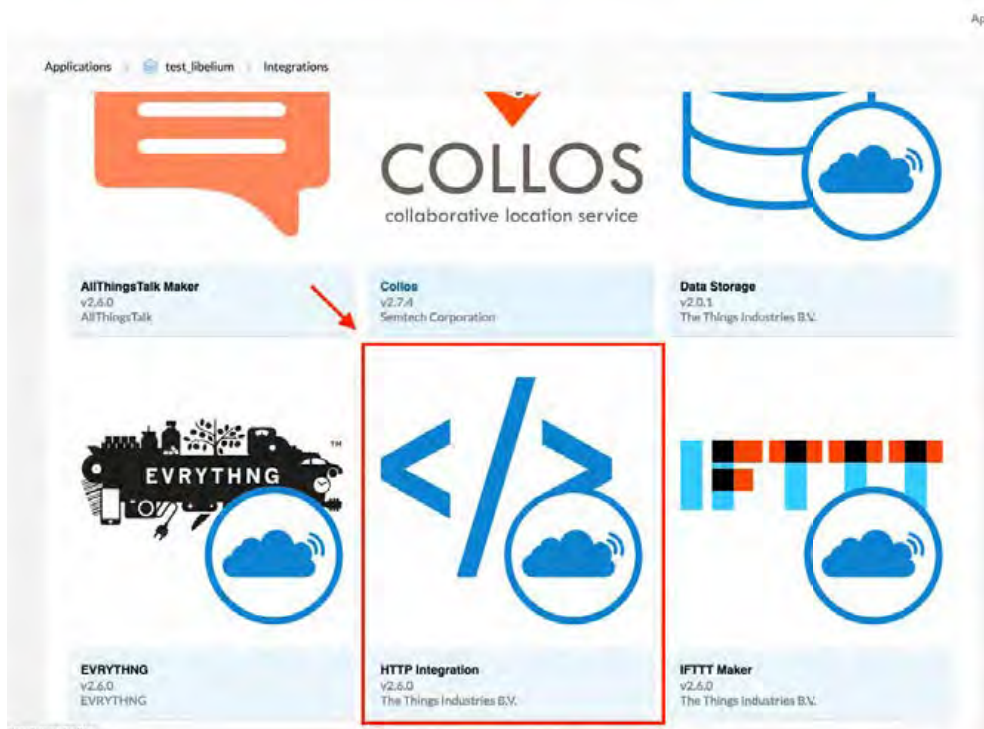 Ap
Applications
test_libelium
Integrations
COLLOS
collaborative location service
AllThingsTalk Maker
v2.6.0
AllThingsTalk
Collos
v2.7.4
Semtech Corporation
Data Storage
v2.0.1
The Things Industries B.V.
EVRYTHNG
TM
</>
IFTTT
EVRYTHNG
v2.6.0
EVRYTHNG
HTTP Integration
v2.6.0
The Things Industries B.V.
IFTTT Maker
v2.6.0
The Things Industries B.V.